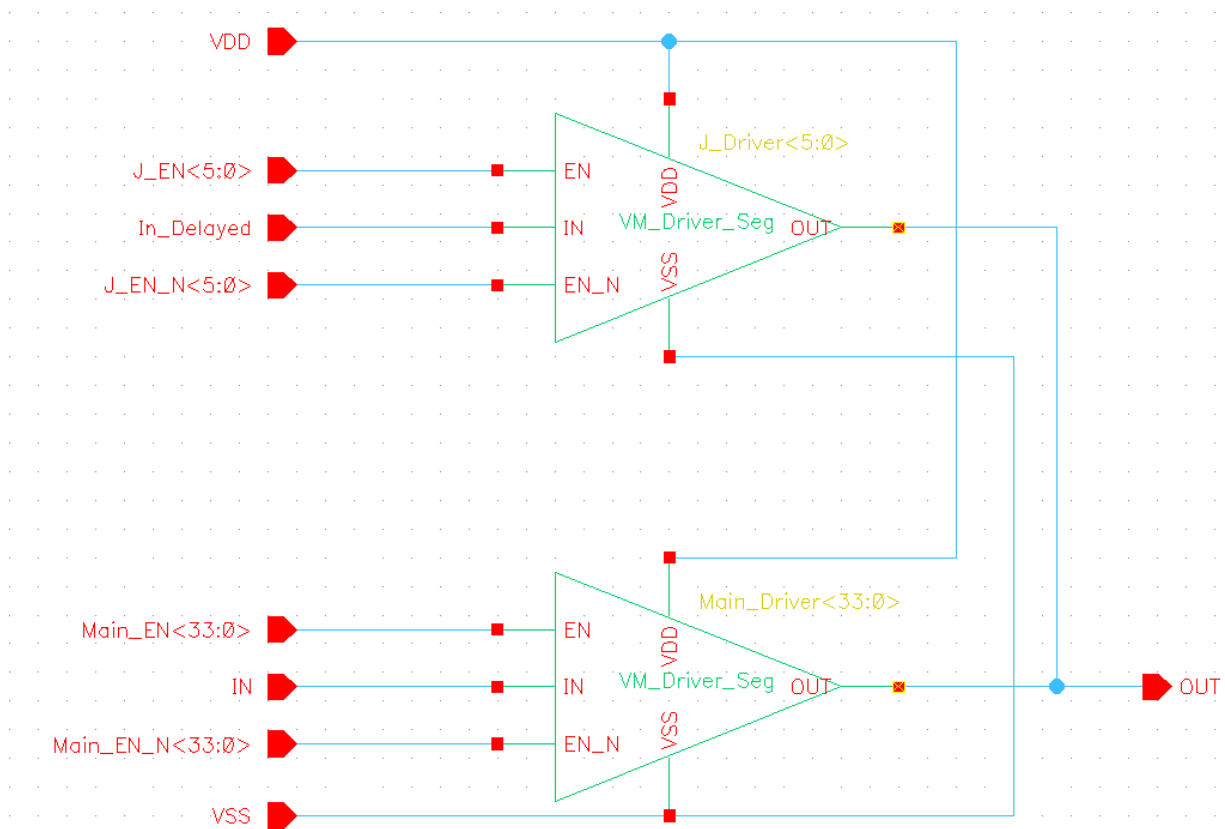 VDD
J_Driver<5:0>
J_EN<5:0>
EN
VDD
In_Delayed
IN
VM_Driver_Seg
OUT
J_EN_N<5:0>
EN_N
VSS
Main_Driver<33:0>
Main_EN<33:0>
EN
VDD
IN
IN
VM_Driver_Seg
OUT
OUT
Main_EN_N<33:0>
EN_N
VSS
VSS